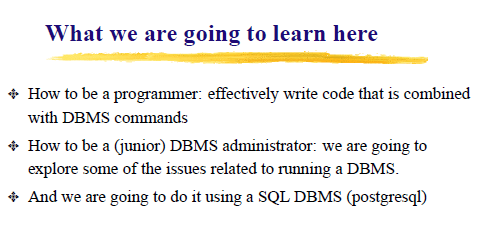 What we are going to learn here
How to be a programmer: effectively write code that is combined
with DBMS commands
How to be a (junior) DBMS administrator: we are going to
explore some of the issues related to running a DBMS.
And we are going to do it using a SQL DBMS (postgresql)